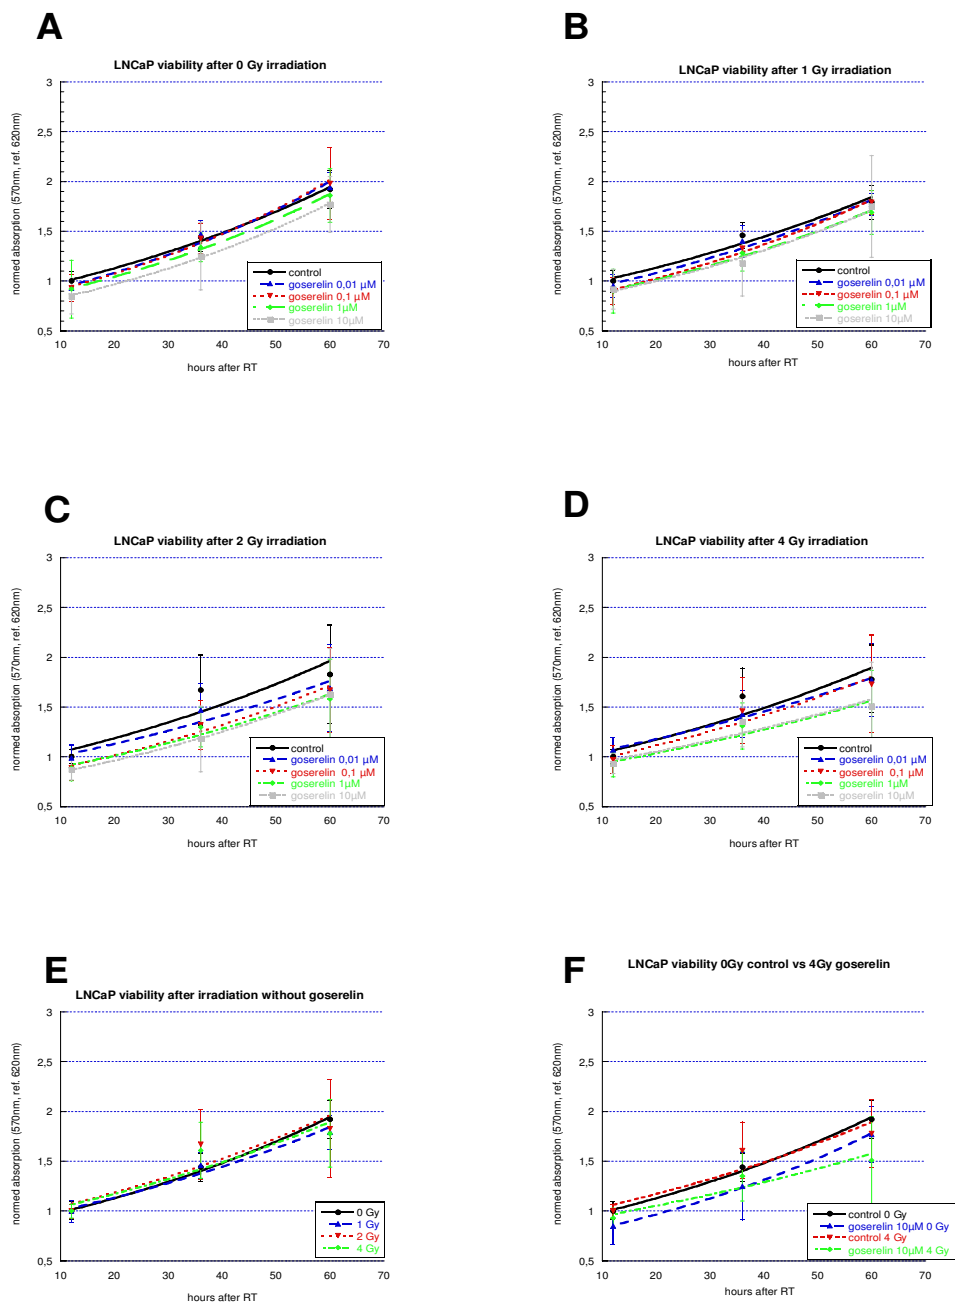 A
LNCaP viability after 0 Gy irradiation
normed absorption (570nm, ref. 620nm)
3
2,5
2
1,5
1
0,5
10 20 30 40 50 60 70
hours after RT
control
goserelin 0,01 µM
goserelin 0,1 µM
goserelin 1µM
goserelin 10µM
B
LNCaP viability after 1 Gy irradiation
normed absorption (570nm, ref. 620nm)
3
2,5
2
1,5
1
0,5
10 20 30 40 50 60 70
hours after RT
control
goserelin 0,01 µM
goserelin 0,1 µM
goserelin 1µM
goserelin 10µM
C
LNCaP viability after 2 Gy irradiation
normed absorption (570nm, ref. 620nm)
3
2,5
2
1,5
1
0,5
10 20 30 40 50 60 70
hours after RT
control
goserelin 0,01 µM
goserelin 0,1 µM
goserelin 1µM
goserelin 10µM
D
LNCaP viability after 4 Gy irradiation
normed absorption (570nm, ref. 620nm)
3
2,5
2
1,5
1
0,5
10 20 30 40 50 60 70
hours after RT
control
goserelin 0,01 µM
goserelin 0,1 µM
goserelin 1µM
goserelin 10µM
E
LNCaP viability after irradiation without goserelin
normed absorption (570nm, ref. 620nm)
3
2,5
2
1,5
1
0,5
10 20 30 40 50 60 70
hours after RT
0 Gy
1 Gy
2 Gy
4 Gy
F
LNCaP viability 0Gy control vs 4Gy goserelin
normed absorption (570nm, ref. 620nm)
3
2,5
2
1,5
1
0,5
10 20 30 40 50 60 70
hours after RT
control 0 Gy
goserelin 10µM 0 Gy
control 4 Gy
goserelin 10µM 4 Gy